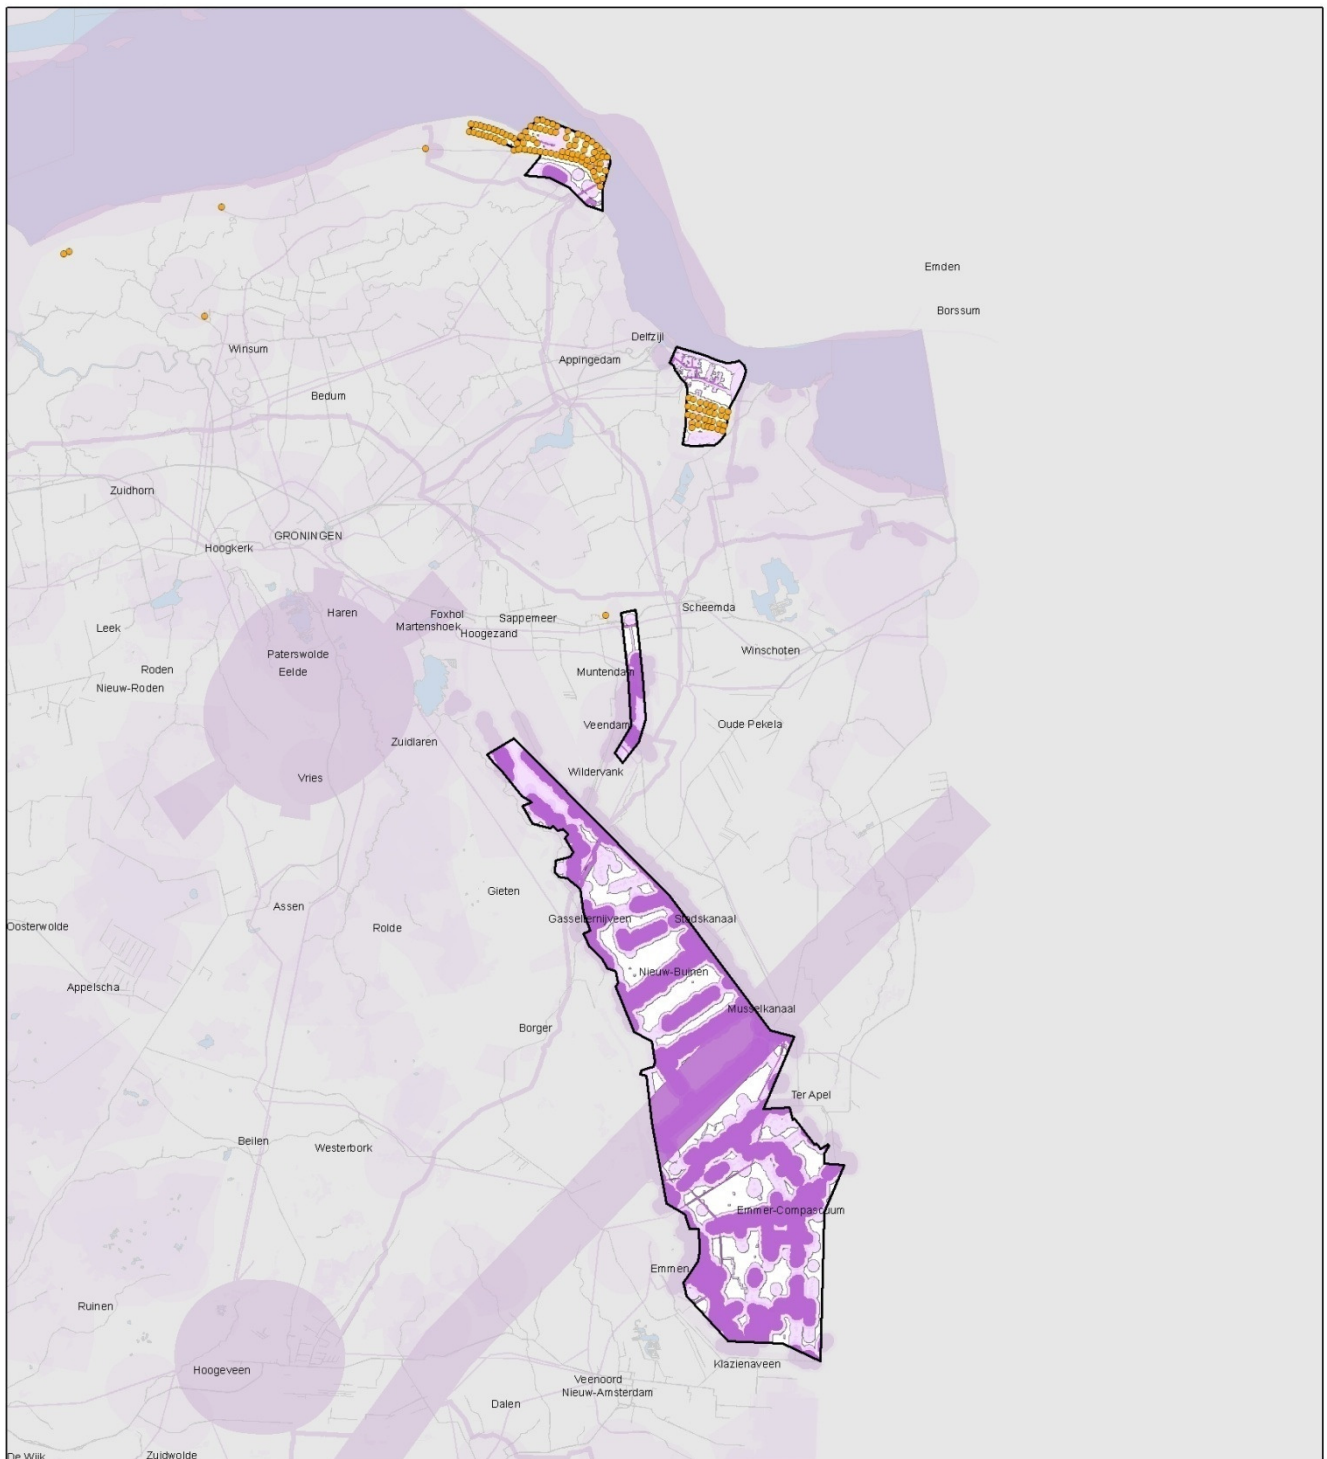 Emden
Borssum
Delfzijl
Appingedam
Winsum
Bedum
Zuidhorn
GRONINGEN
Hoogkerk
Haren
Foxhol
Martenshoek
Sappemeer
Hoogezand
Scheemda
Leek
Winschoten
Paterswolde
Eelde
Roden
Nieuw-Roden
Muntendam
Veendam
Oude Pekela
Zuidlaren
Wildervank
Vries
Gieten
Assen
Gasselternijveen
Stadskanaal
Oosterwolde
Rolde
Nieuw-Buinen
Appelscha
Musselkanaal
Borger
Ter Apel
Beilen
Westerbork
Emmer-Compascuum
Emmen
Ruinen
Hoogeveen
Klazienaveen
Veenoord
Nieuw-Amsterdam
Dalen
De Wijk
Zuidwolde